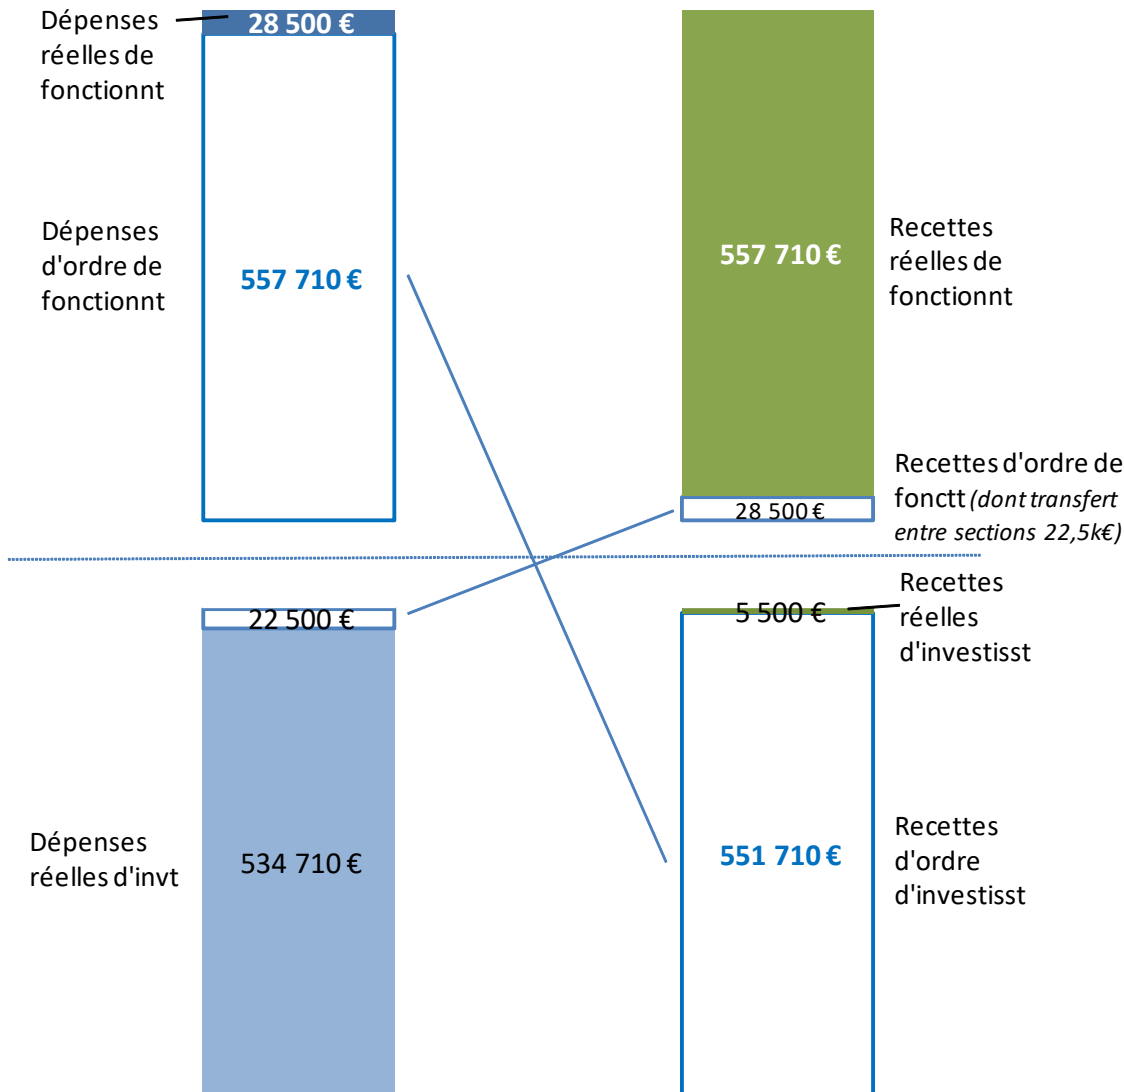 Dépenses
réelles de
fonctionnt
28 500 €
Dépenses
d'ordre de
fonctionnt
557 710 €
557 710 €
Recettes
réelles de
fonctionnt
Recettes d'ordre de
fonctt (dont transfert
entre sections 22,5k€)
28 500 €
22 500 €
5 500 €
Recettes
réelles
d'investisst
Dépenses
réelles d'invt
534 710 €
551 710 €
Recettes
d'ordre
d'investisst